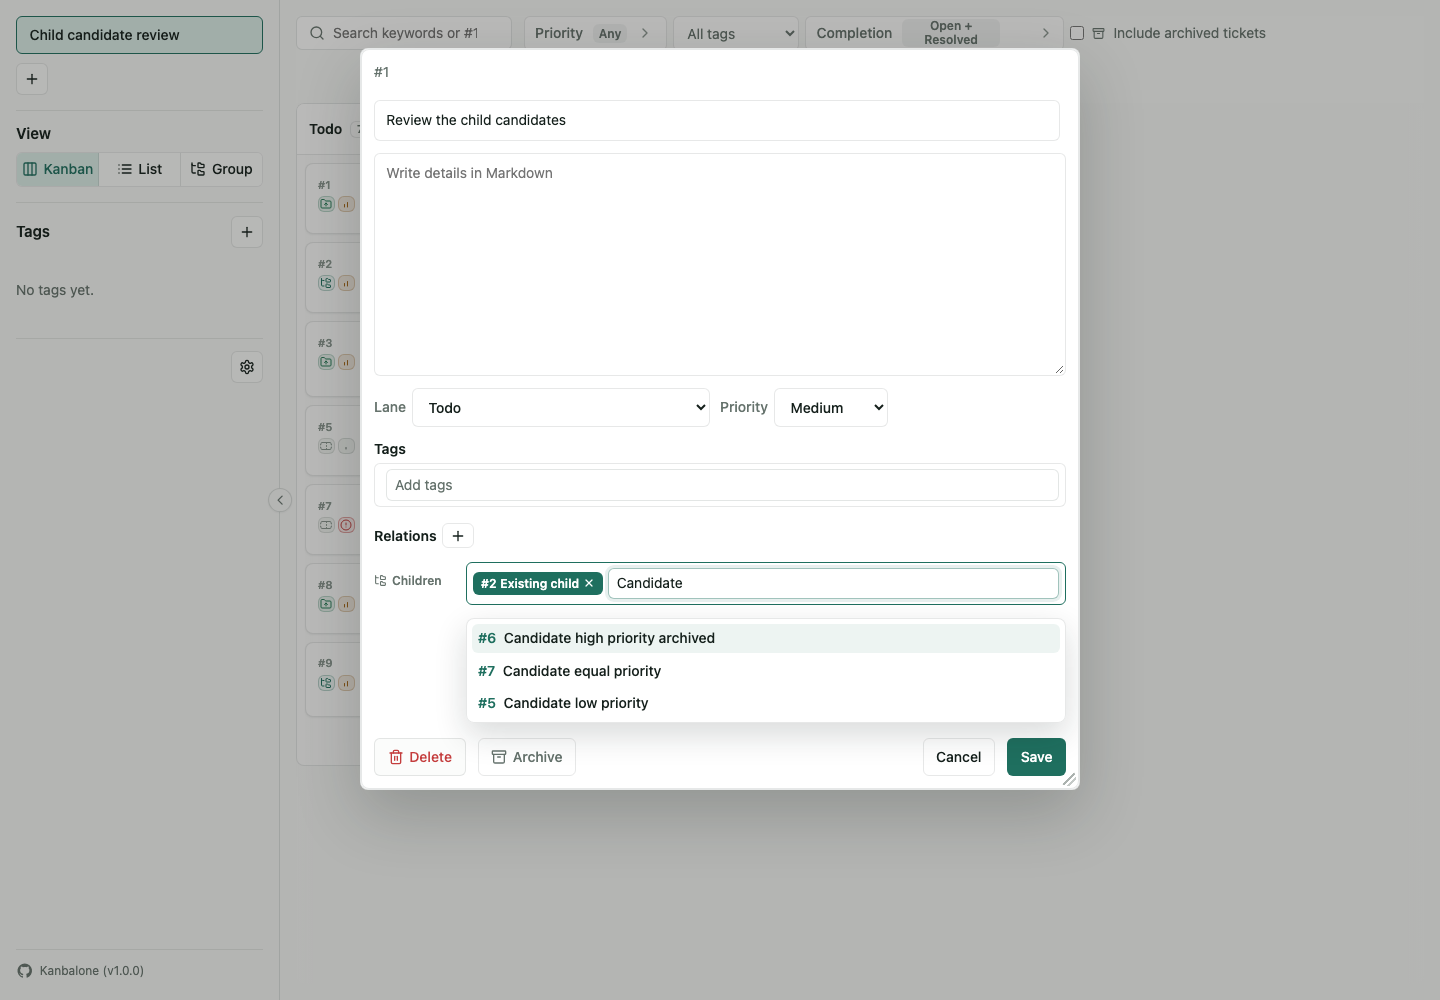 Child candidate review
Search keywords or #1
Priority Any
All tags
Completion Open + Resolved
Include archived tickets
View
Kanban
List
Group
Tags
No tags yet.
Kanbalone (v1.0.0)
Todo
#1
#2
#3
#5
#7
#8
#9
#1
Review the child candidates
Write details in Markdown
Lane Todo
Priority Medium
Tags
Add tags
Relations
Children #2 Existing child Candidate
#6 Candidate high priority archived
#7 Candidate equal priority
#5 Candidate low priority
Delete
Archive
Cancel
Save